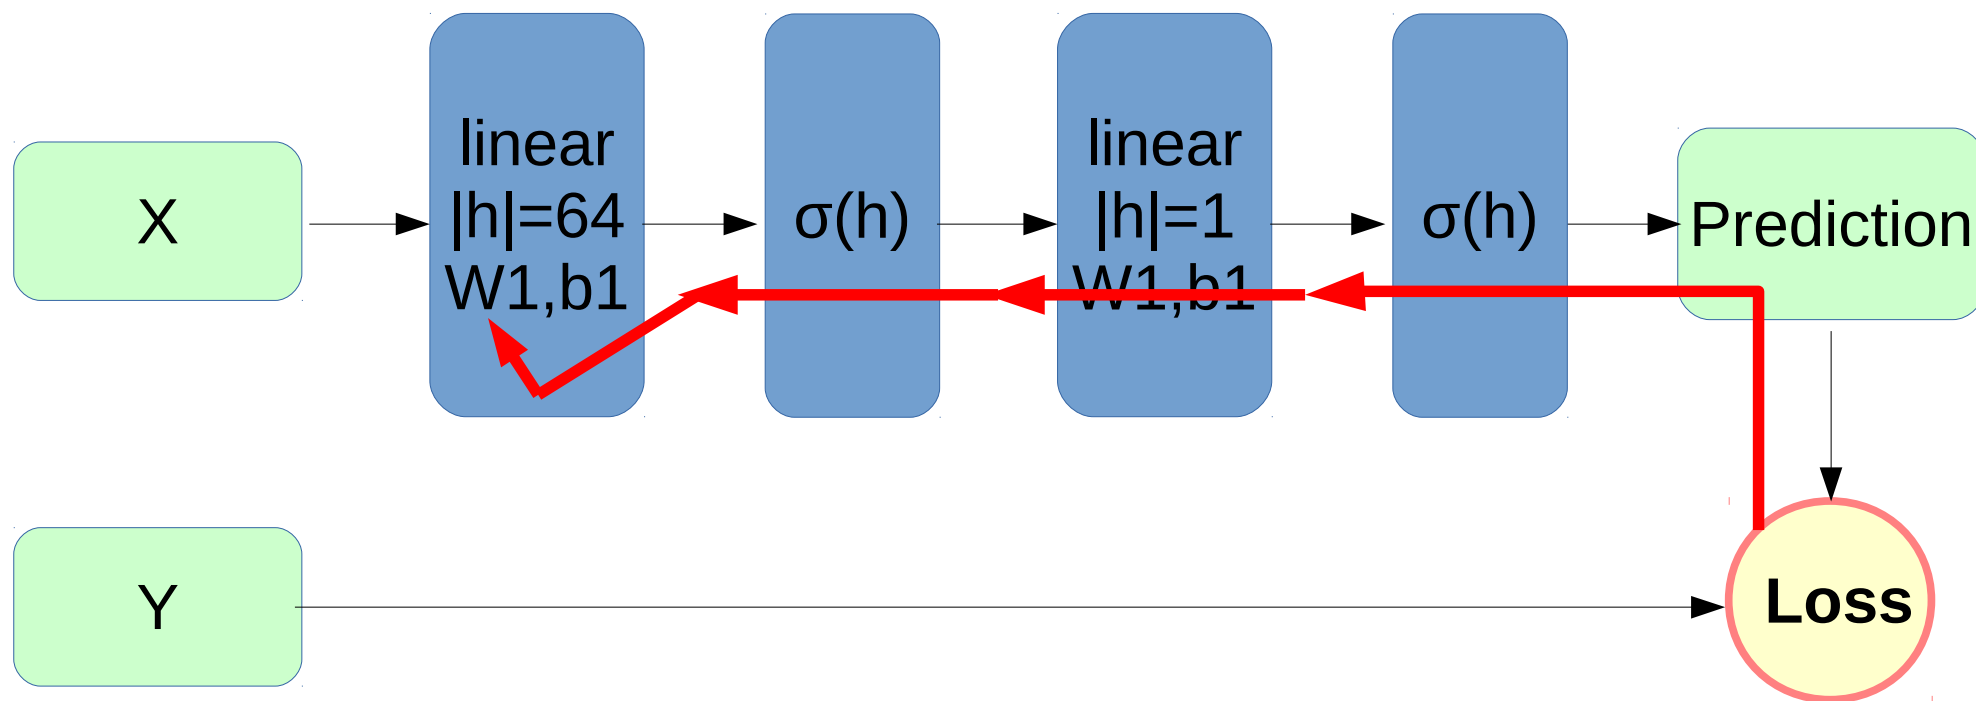 X
linear
|h|=64
W1,b1
σ(h)
linear
|h|=1
W1,b1
σ(h)
Prediction
Y
Loss